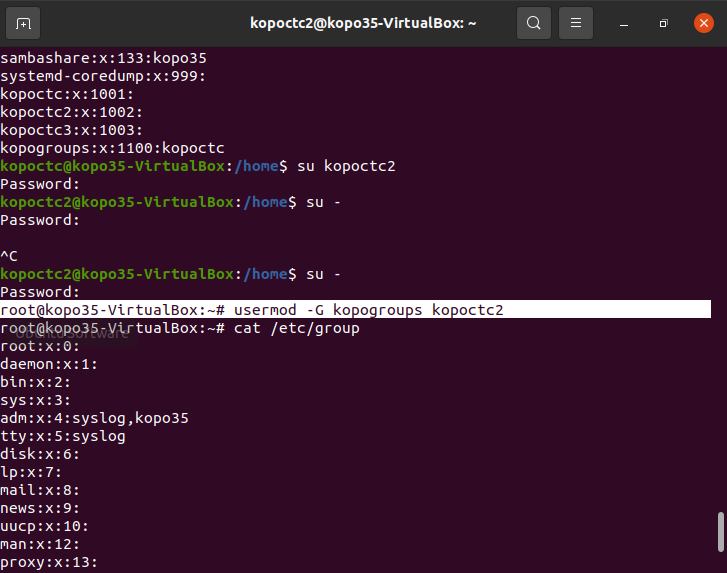 kopoctc2@kopo35-VirtualBox: ~
sambashare:x:133:kopo35
systemd-coredump:x:999:
kopoctc:x:1001:
kopoctc2:x:1002:
kopoctc3:x:1003:
kopogroups:x:1100:kopoctc
kopoctc@kopo35-VirtualBox:/home$ su kopoctc2
Password:
kopoctc2@kopo35-VirtualBox:/home$ su -
Password:
^C
kopoctc2@kopo35-VirtualBox:/home$ su -
Password:
root@kopo35-VirtualBox:~# usermod -G kopogroups kopoctc2
root@kopo35-VirtualBox:~# cat /etc/group
Ubuntu Software
root:x:0:
daemon:x:1:
bin:x:2:
sys:x:3:
adm:x:4:syslog,kopo35
tty:x:5:syslog
disk:x:6:
lp:x:7:
mail:x:8:
news:x:9:
uucp:x:10:
man:x:12:
proxy:x:13: